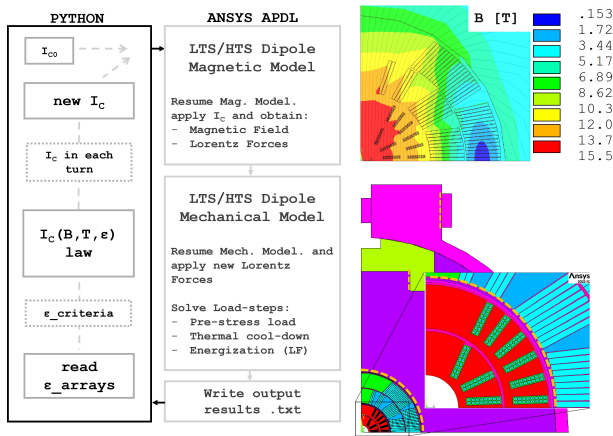 PYTHON
I_C0
new I_C
I_C in each
turn
I_C(B,T,ε)
law
ε_criteria
read
ε_arrays
ANSYS APDL
LTS/HTS Dipole
Magnetic Model
Resume Mag. Model.
apply I_C and obtain:
- Magnetic Field
- Lorentz Forces
LTS/HTS Dipole
Mechanical Model
Resume Mech. Model. and
apply new Lorentz
Forces
Solve Load-steps:
- Pre-stress load
- Thermal cool-down
- Energization (LF)
Write output
results .txt
B [T]
.153
1.72
3.44
5.17
6.89
8.62
10.3
12.0
13.7
15.5
Ansys